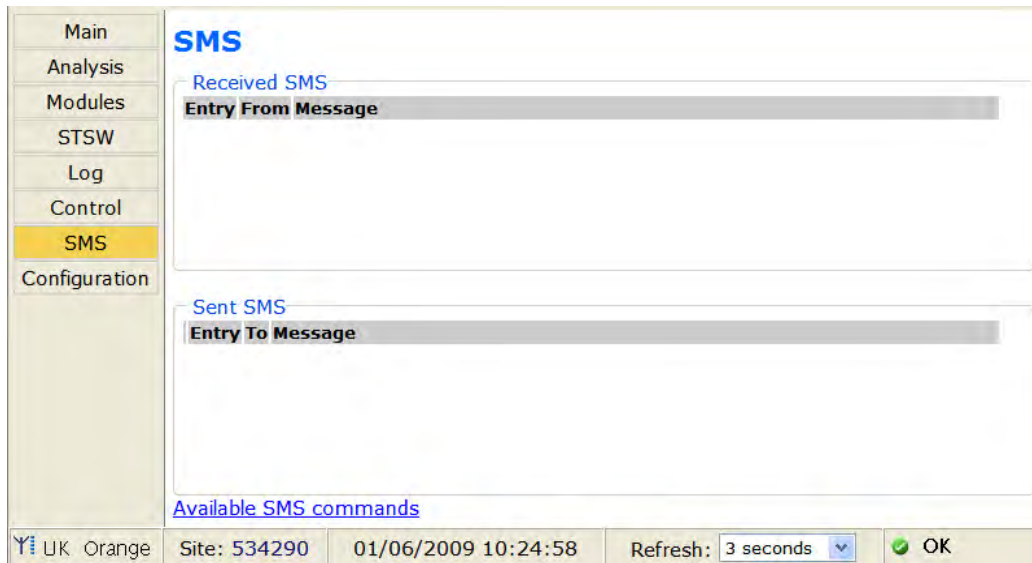 Main
Analysis
Modules
STSW
Log
Control
SMS
Configuration
SMS
Received SMS
Entry From Message
Sent SMS
Entry To Message
Available SMS commands
UK Orange
Site: 534290
01/06/2009 10:24:58
Refresh: 3 seconds
OK